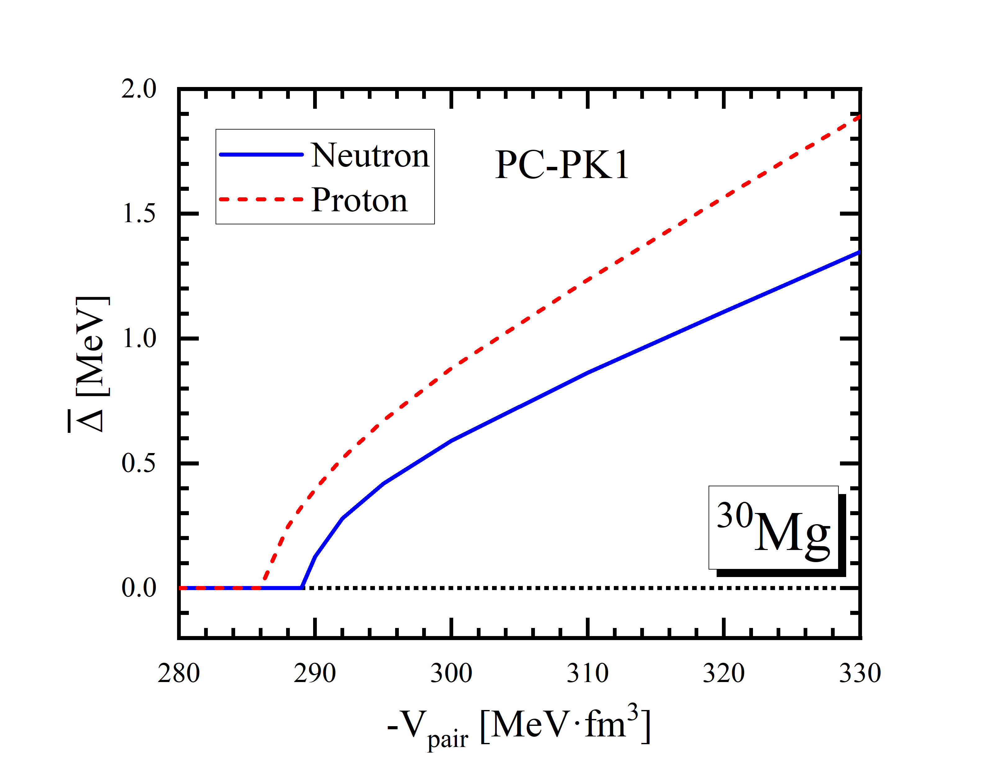 2.0
1.5
1.0
0.5
0.0
Δ̅ [MeV]
Neutron
Proton
PC-PK1
³⁰Mg
280 290 300 310 320 330
-V_pair [MeV·fm³]